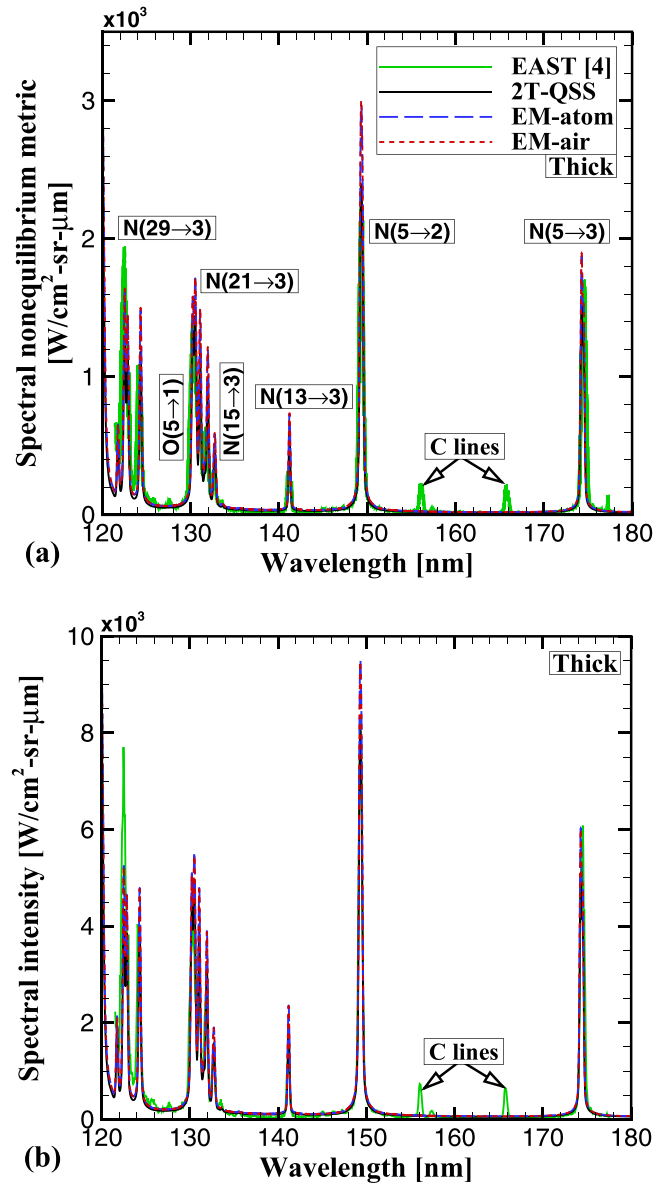 x10³
Spectral nonequilibrium metric
[W/cm²-sr-μm]
3
2
1
0
EAST [4]
2T-QSS
EM-atom
EM-air
Thick
N(29→3)
N(21→3)
N(5→2)
N(5→3)
O(5→1)
N(15→3)
N(13→3)
C lines
120 130 140 150 160 170 180
Wavelength [nm]
(a)
x10³
Spectral intensity [W/cm²-sr-μm]
10
8
6
4
2
0
Thick
C lines
120 130 140 150 160 170 180
Wavelength [nm]
(b)